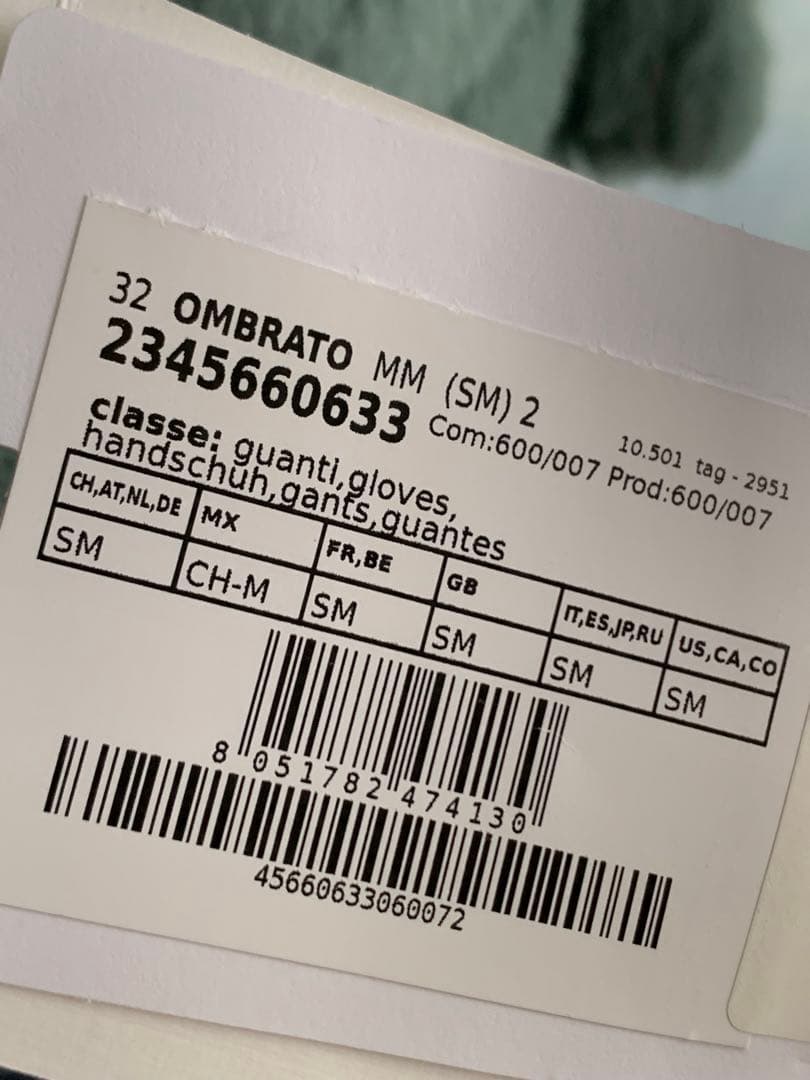 32 OMBRATO MM (SM) 2
10.501 tag - 2951
2345660633 Com:600/007 Prod:600/007
classe: guanti,gloves,
handschuh,gants,guantes
CH,AT,NL,DE MX FR,BE GB IT,ES,JP,RU US,CA,CO
SM CH-M SM SM SM SM
8 051782 474130
45660633060072